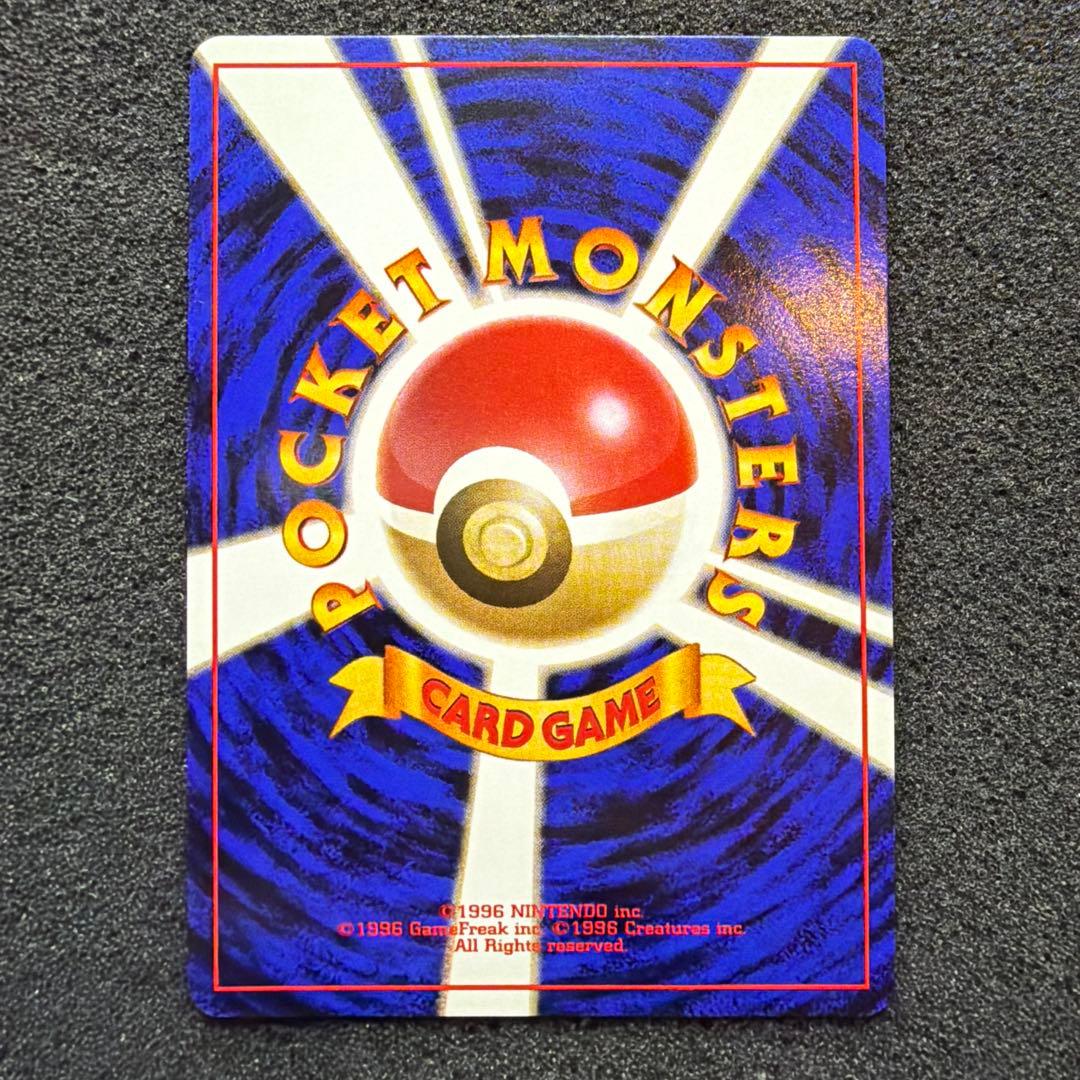 POCKET MONSTERS
CARD GAME
©1996 NINTENDO inc.
©1996 GameFreak inc. ©1996 Creatures inc.
All Rights reserved.